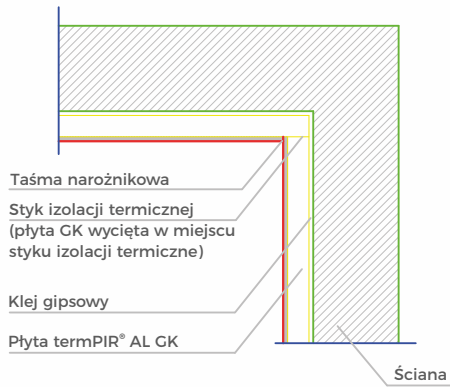 Taśma narożnikowa
Styk izolacji termicznej
(płyta GK wycięta w miejscu
styku izolacji termiczne)
Klej gipsowy
Płyta termPIR® AL GK
Ściana